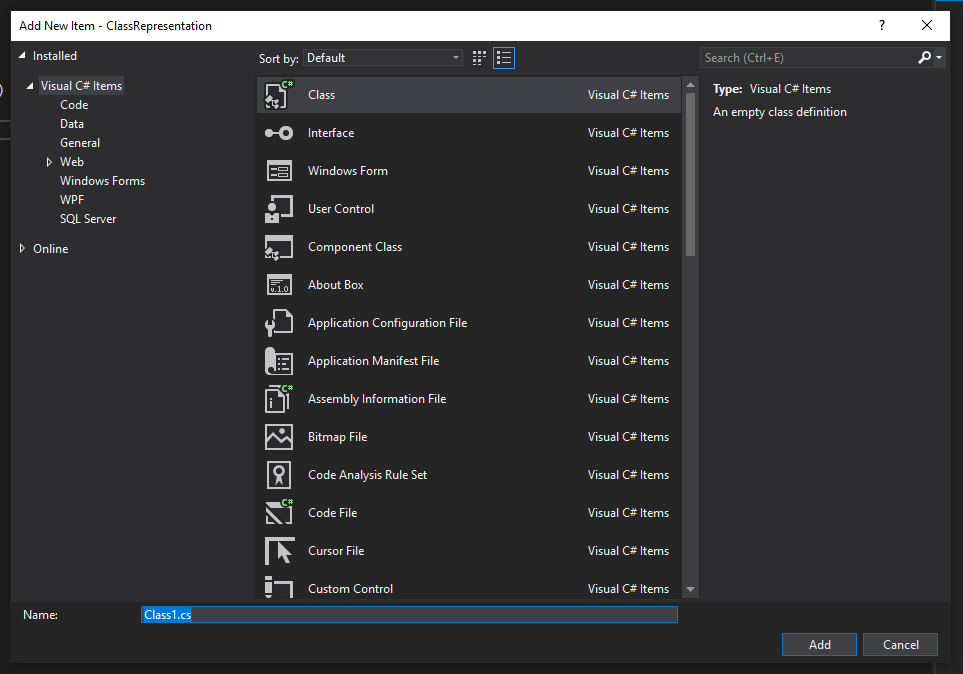 Add New Item - ClassRepresentation
?
Installed
Visual C# Items
Code
Data
General
Web
Windows Forms
WPF
SQL Server
Online
Sort by: Default
Class Visual C# Items
Interface Visual C# Items
Windows Form Visual C# Items
User Control Visual C# Items
Component Class Visual C# Items
About Box Visual C# Items
Application Configuration File Visual C# Items
Application Manifest File Visual C# Items
Assembly Information File Visual C# Items
Bitmap File Visual C# Items
Code Analysis Rule Set Visual C# Items
Code File Visual C# Items
Cursor File Visual C# Items
Custom Control Visual C# Items
C#
v.1.0
C#
C#
Search (Ctrl+E)
Type: Visual C# Items
An empty class definition
Name: Class1.cs
Add Cancel